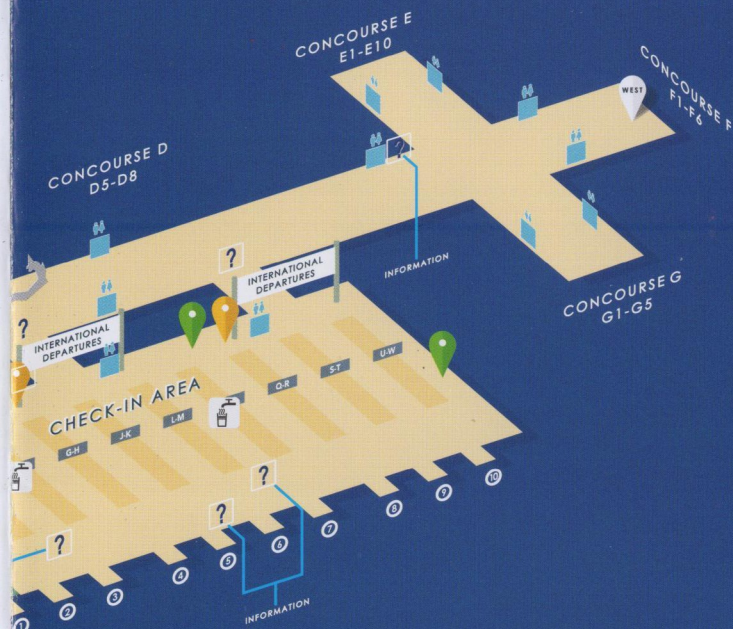 CONCOURSE E
E1-E10
WEST
CONCOURSE F
F1-F6
CONCOURSE D
D5-D8
?
?
INTERNATIONAL
DEPARTURES
INFORMATION
CONCOURSE G
G1-G5
?
INTERNATIONAL
DEPARTURES
CHECK-IN AREA
G-H
J-K
L-M
Q-R
S-T
U-W
?
?
?
1
2
3
4
5
6
7
8
9
10
INFORMATION